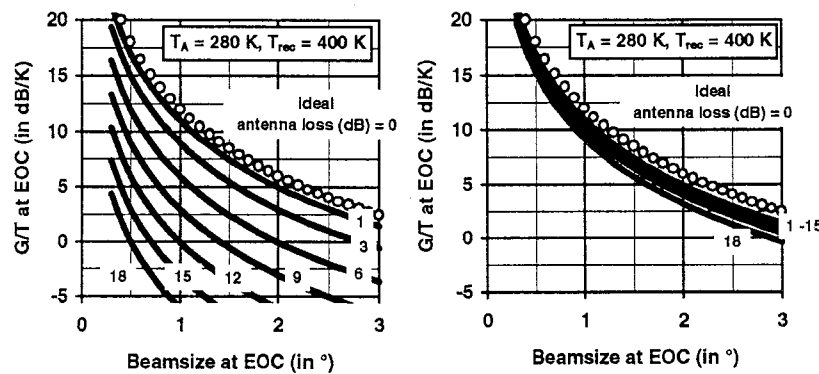 20
15
10
5
0
-5
G/T at EOC (in dB/K)
T_A = 280 K, T_rec = 400 K
Ideal
antenna loss (dB) = 0
1
3
6
9
12
15
18
0
1
2
3
Beamsize at EOC (in °)
20
15
10
5
0
-5
G/T at EOC (in dB/K)
T_A = 280 K, T_rec = 400 K
Ideal
antenna loss (dB) = 0
1 -15
18
0
1
2
3
Beamsize at EOC (in °)